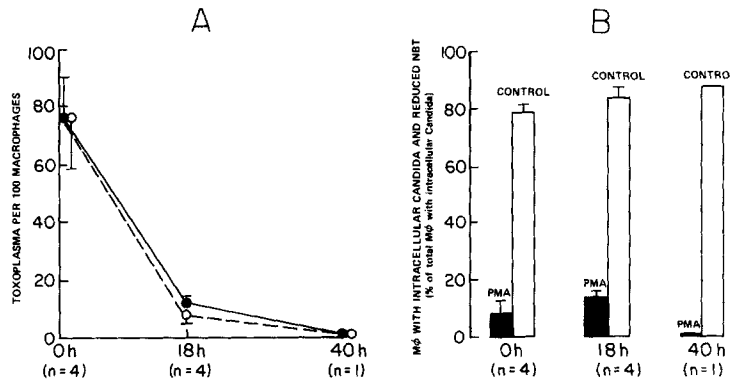 A
TOXOPLASMA PER 100 MACROPHAGES
100
80
60
40
20
0
0h
(n=4)
18h
(n=4)
40h
(n=1)
B
Mφ WITH INTRACELLULAR CANDIDA AND REDUCED NBT
(% of total Mφ with intracellular Candida)
100
80
60
40
20
0
CONTROL
CONTROL
CONTRO
PMA
PMA
PMA
0h
(n=4)
18h
(n=4)
40h
(n=1)